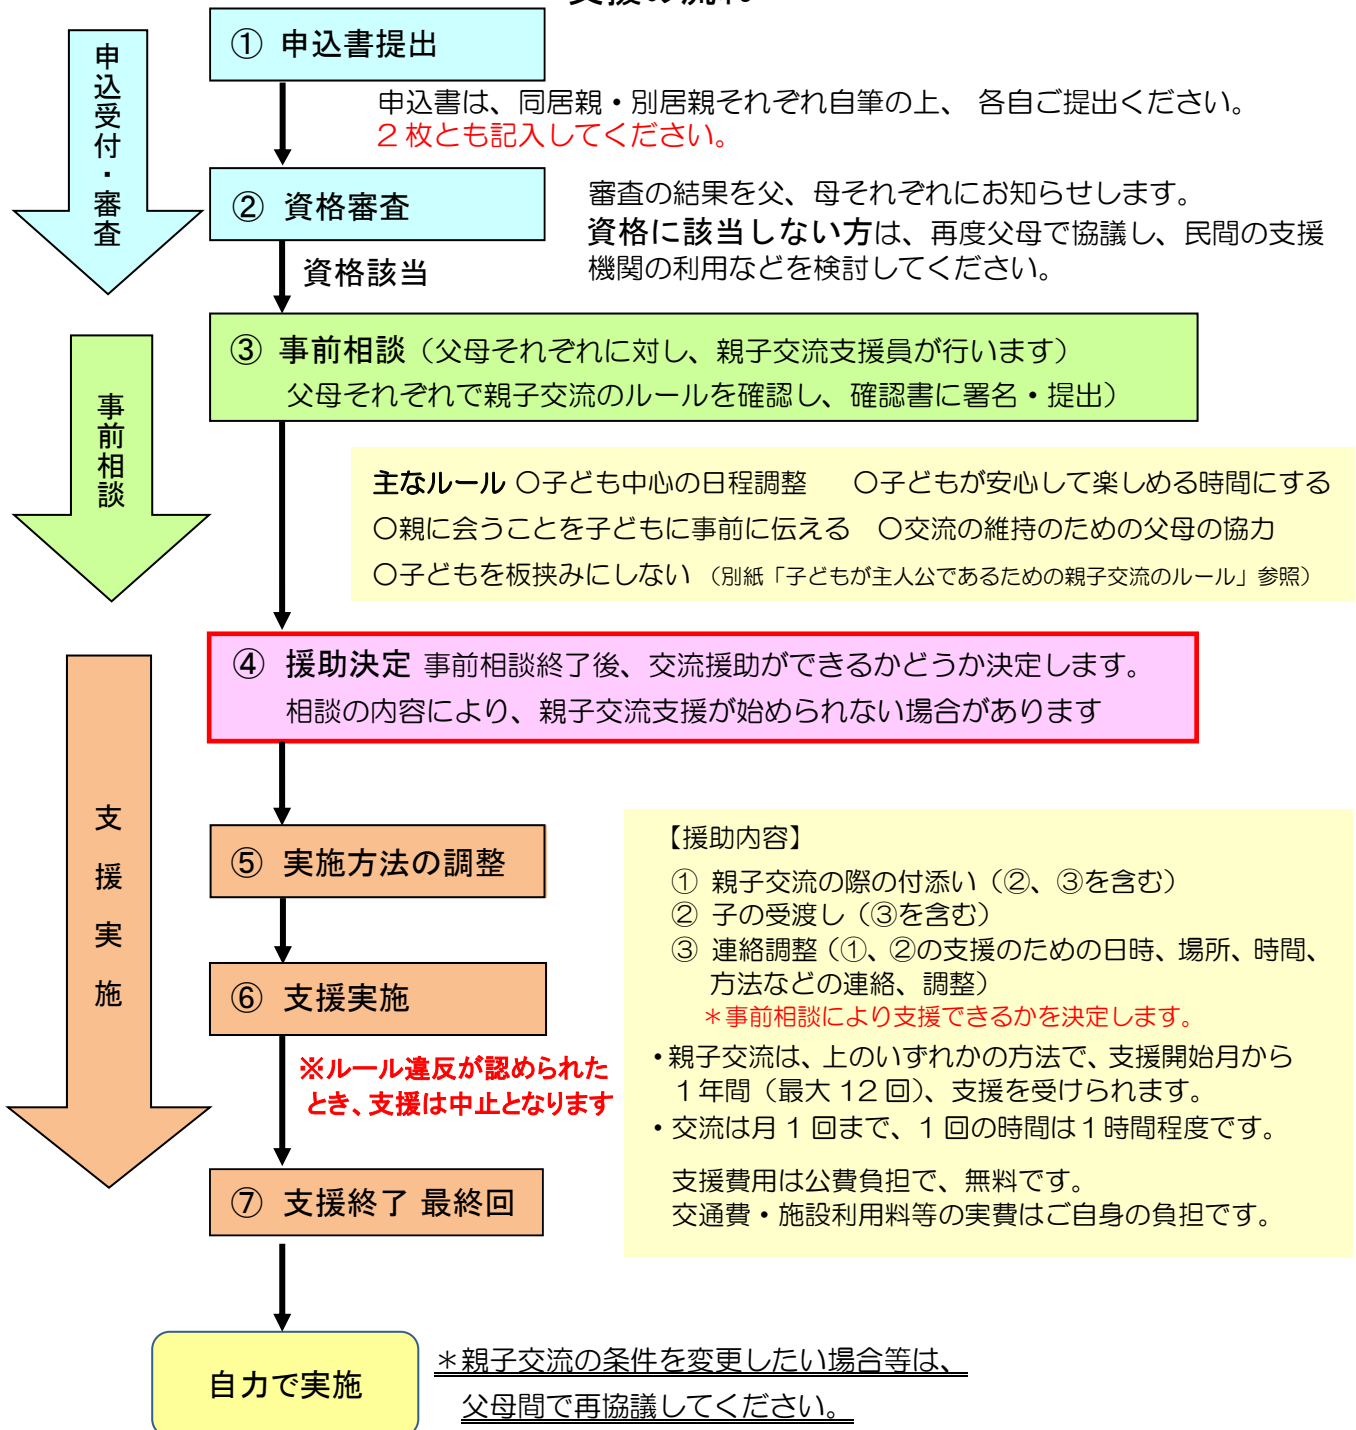 支援の流れ
① 申込書提出
申込書は、同居親・別居親それぞれ自筆の上、 各自ご提出ください。
２枚とも記入してください。
申込受付・審査
② 資格審査
審査の結果を父、母それぞれにお知らせします。
資格に該当しない方は、再度父母で協議し、民間の支援
機関の利用などを検討してください。
資格該当
③ 事前相談（父母それぞれに対し、親子交流支援員が行います）
父母それぞれで親子交流のルールを確認し、確認書に署名・提出）
事前相談
主なルール 〇子ども中心の日程調整 〇子どもが安心して楽しめる時間にする
〇親に会うことを子どもに事前に伝える 〇交流の維持のための父母の協力
〇子どもを板挟みにしない （別紙「子どもが主人公であるための親子交流のルール」参照）
④ 援助決定 事前相談終了後、交流援助ができるかどうか決定します。
相談の内容により、親子交流支援が始められない場合があります
支援実施
⑤ 実施方法の調整
⑥ 支援実施
※ルール違反が認められた
とき、支援は中止となります
⑦ 支援終了 最終回
【援助内容】
① 親子交流の際の付添い（②、③を含む）
② 子の受渡し（③を含む）
③ 連絡調整（①、②の支援のための日時、場所、時間、
方法などの連絡、調整）
＊事前相談により支援できるかを決定します。
・親子交流は、上のいずれかの方法で、支援開始月から
１年間（最大 12 回）、支援を受けられます。
・交流は月 1 回まで、１回の時間は１時間程度です。
支援費用は公費負担で、無料です。
交通費・施設利用料等の実費はご自身の負担です。
自力で実施
＊親子交流の条件を変更したい場合等は、
父母間で再協議してください。